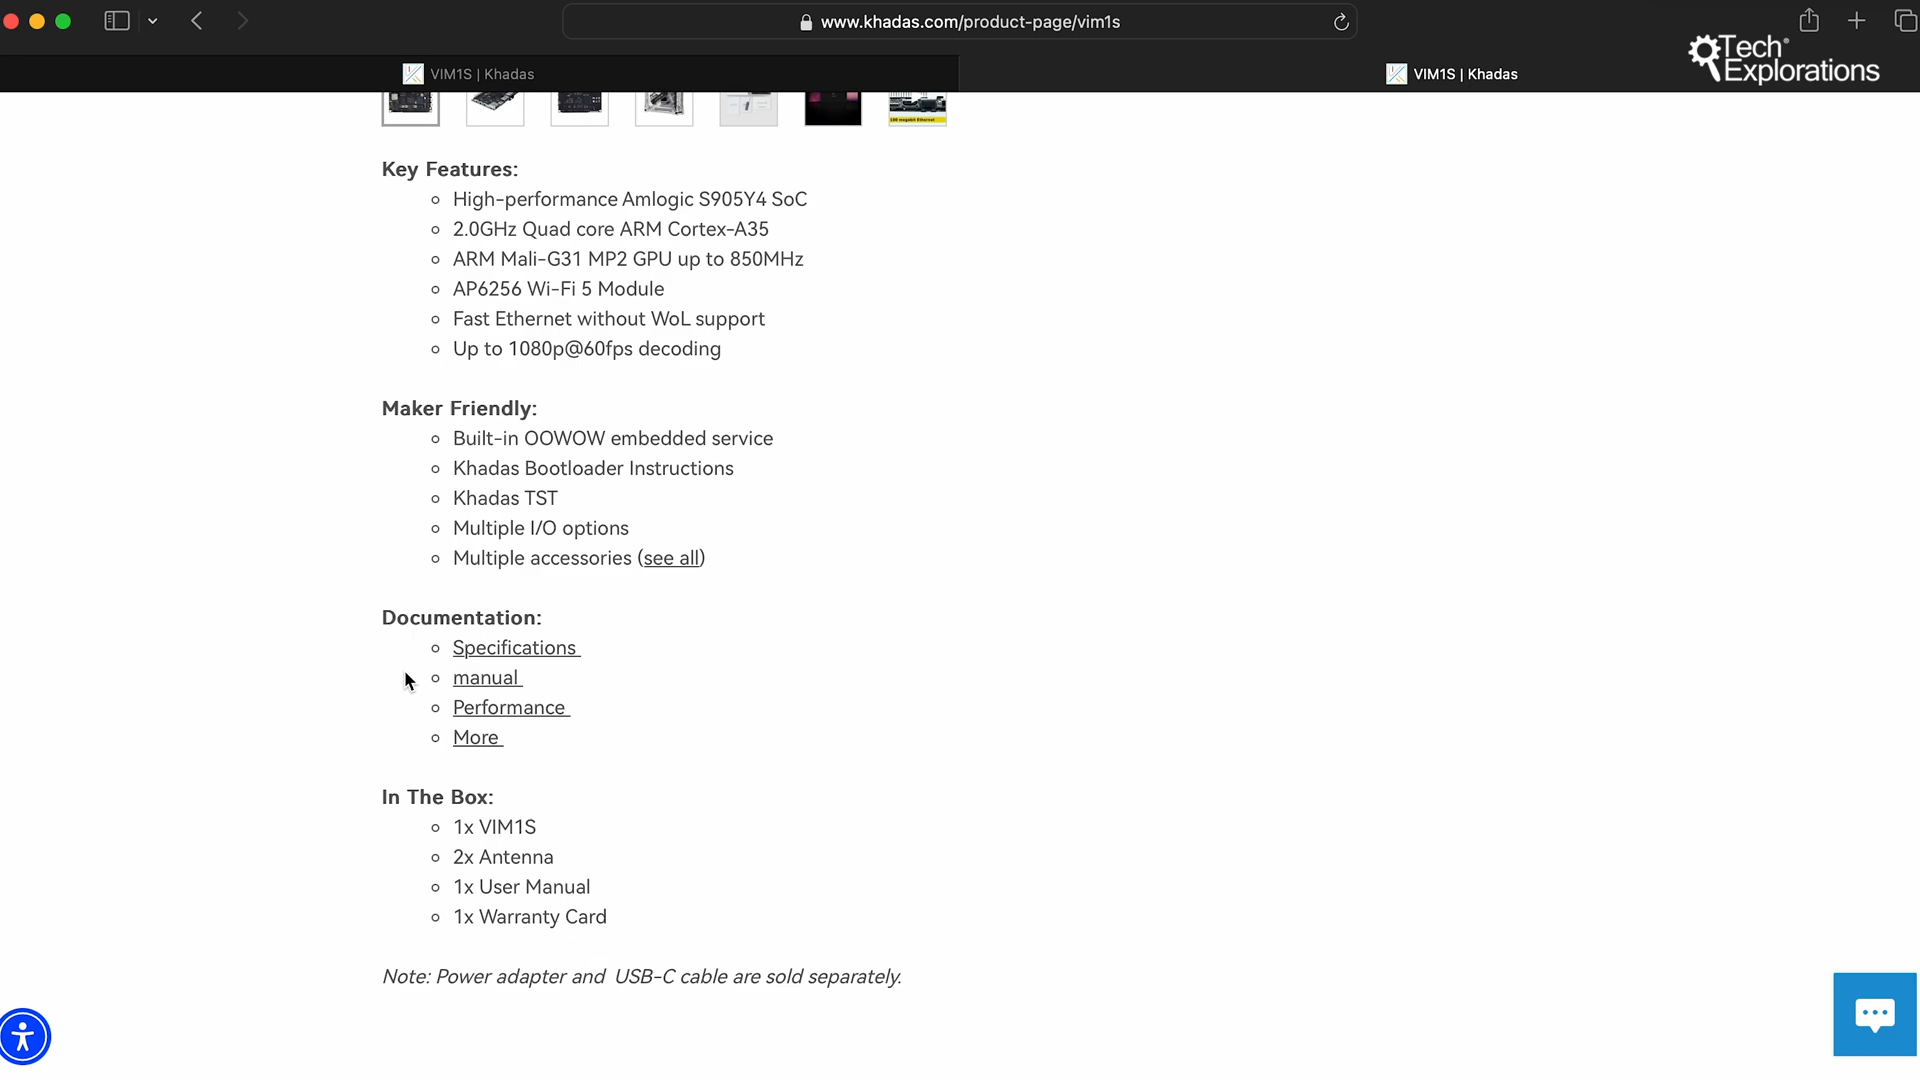 www.khadas.com/product-page/vim1s
Tech
Explorations
VIM1S | Khadas
VIM1S | Khadas
100 megabit Ethernet
Key Features:
High-performance Amlogic S905Y4 SoC
2.0GHz Quad core ARM Cortex-A35
ARM Mali-G31 MP2 GPU up to 850MHz
AP6256 Wi-Fi 5 Module
Fast Ethernet without WoL support
Up to 1080p@60fps decoding
Maker Friendly:
Built-in OOWOW embedded service
Khadas Bootloader Instructions
Khadas TST
Multiple I/O options
Multiple accessories (see all)
Documentation:
Specifications
manual
Performance
More
In The Box:
1x VIM1S
2x Antenna
1x User Manual
1x Warranty Card
Note: Power adapter and USB-C cable are sold separately.